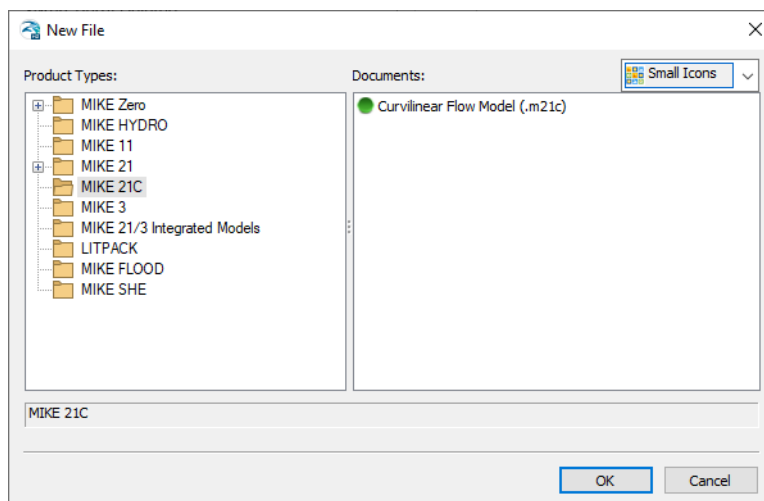 New File
Product Types:
Documents:
Small Icons
MIKE Zero
MIKE HYDRO
MIKE 11
MIKE 21
MIKE 21C
MIKE 3
MIKE 21/3 Integrated Models
LITPACK
MIKE FLOOD
MIKE SHE
Curvilinear Flow Model (.m21c)
MIKE 21C
OK
Cancel